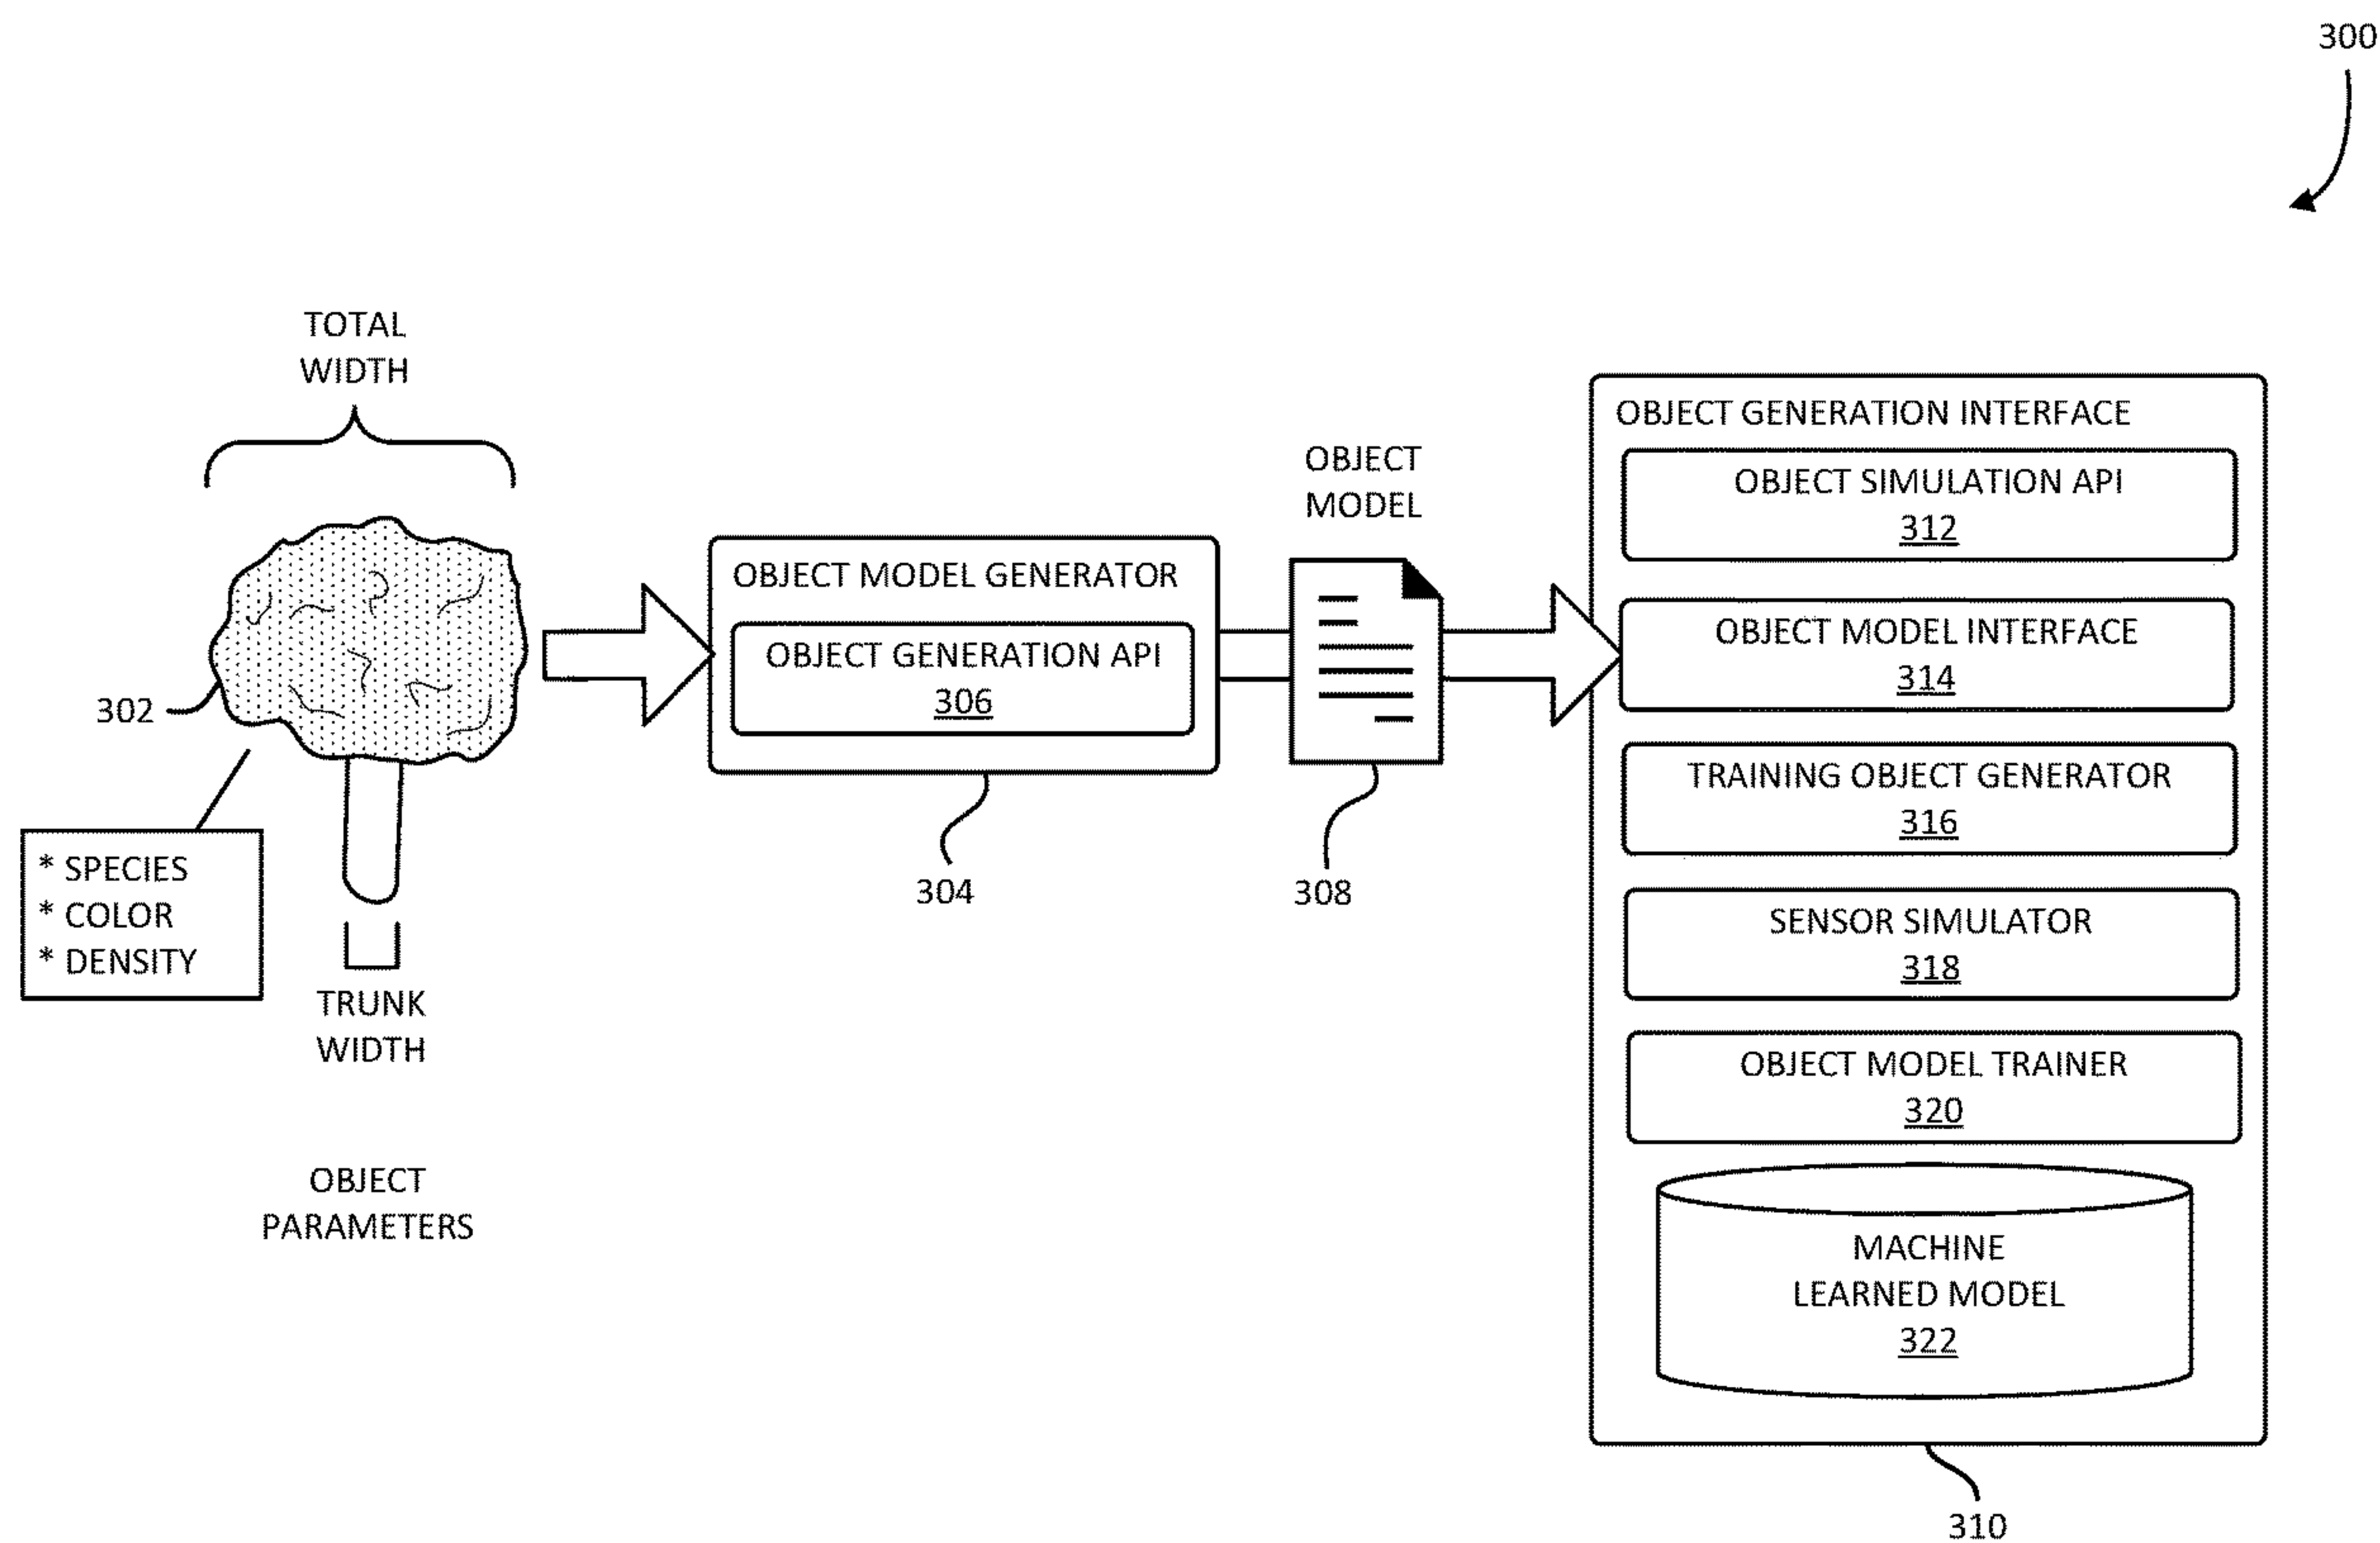 300
TOTAL
WIDTH
302
* SPECIES
* COLOR
* DENSITY
TRUNK
WIDTH
OBJECT
PARAMETERS
OBJECT MODEL GENERATOR
OBJECT GENERATION API
306
304
OBJECT
MODEL
308
OBJECT GENERATION INTERFACE
OBJECT SIMULATION API
312
OBJECT MODEL INTERFACE
314
TRAINING OBJECT GENERATOR
316
SENSOR SIMULATOR
318
OBJECT MODEL TRAINER
320
MACHINE
LEARNED MODEL
322
310